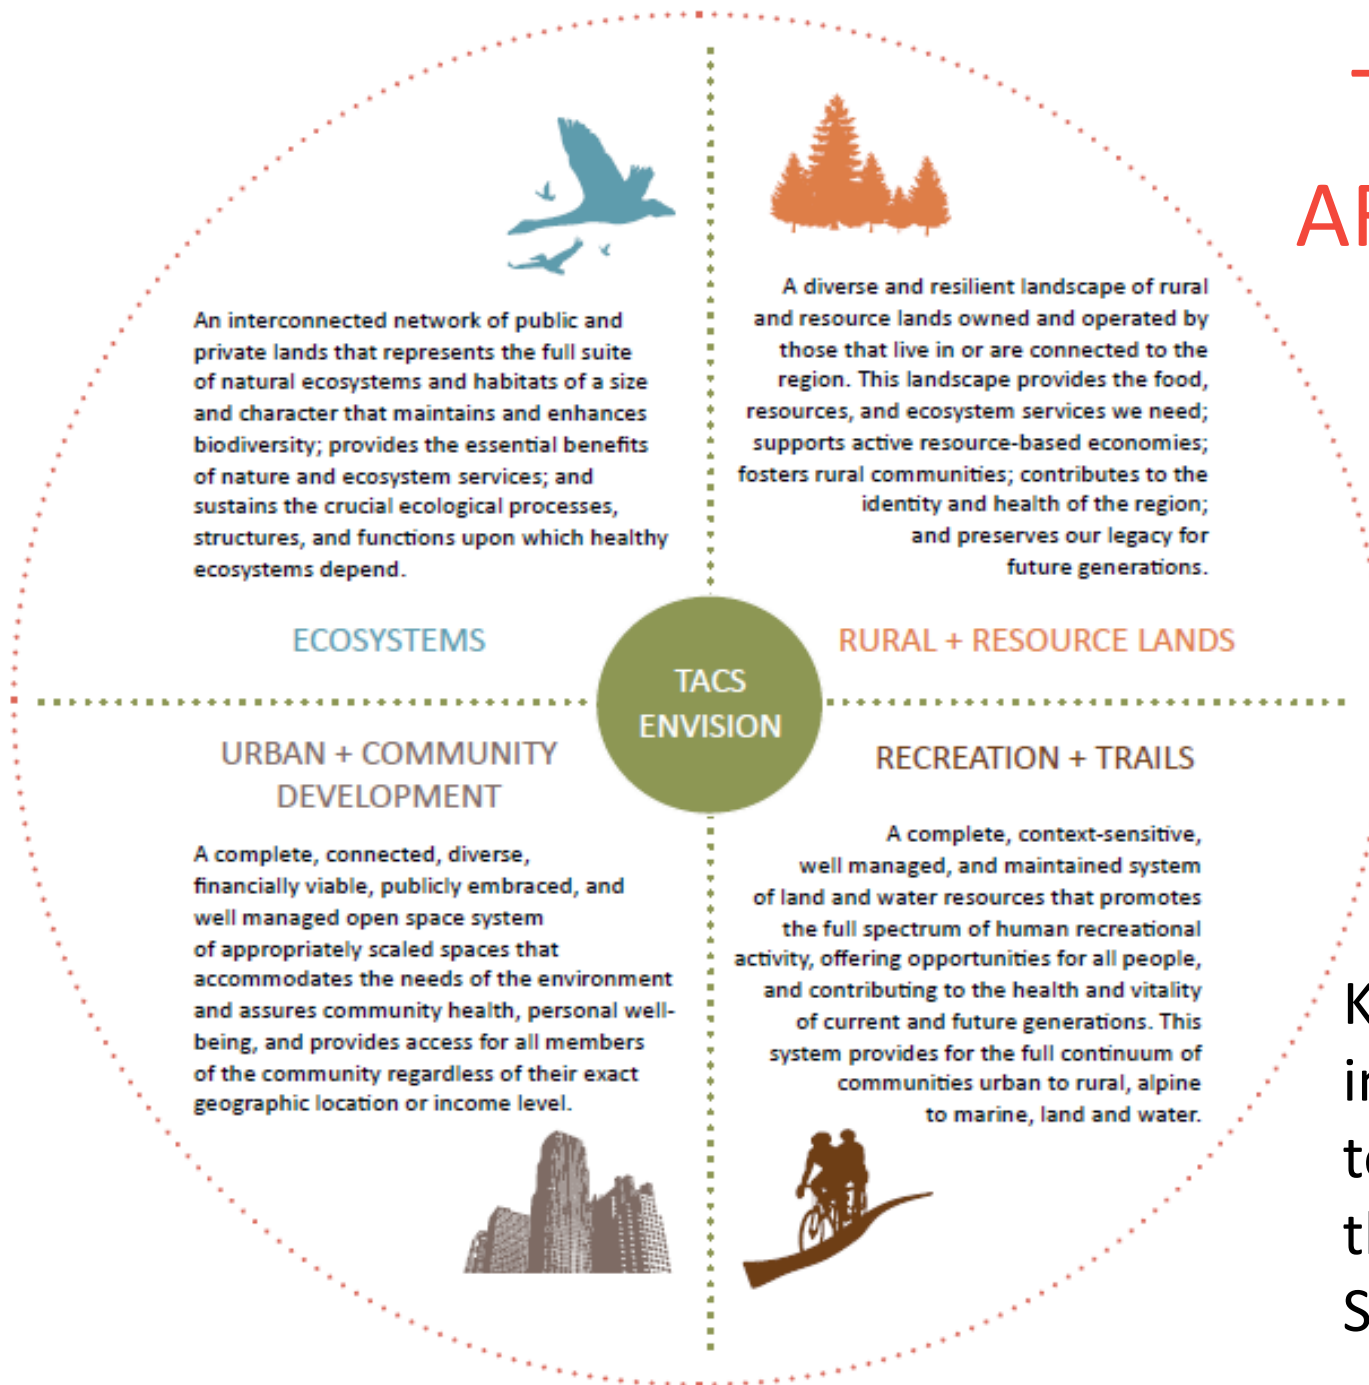 An interconnected network of public and
private lands that represents the full suite
of natural ecosystems and habitats of a size
and character that maintains and enhances
biodiversity; provides the essential benefits
of nature and ecosystem services; and
sustains the crucial ecological processes,
structures, and functions upon which healthy
ecosystems depend.
ECOSYSTEMS
A diverse and resilient landscape of rural
and resource lands owned and operated by
those that live in or are connected to the
region. This landscape provides the food,
resources, and ecosystem services we need;
supports active resource-based economies;
fosters rural communities; contributes to the
identity and health of the region;
and preserves our legacy for
future generations.
RURAL + RESOURCE LANDS
TACS
ENVISION
URBAN + COMMUNITY
DEVELOPMENT
A complete, connected, diverse,
financially viable, publicly embraced, and
well managed open space system
of appropriately scaled spaces that
accommodates the needs of the environment
and assures community health, personal well-
being, and provides access for all members
of the community regardless of their exact
geographic location or income level.
RECREATION + TRAILS
A complete, context-sensitive,
well managed, and maintained system
of land and water resources that promotes
the full spectrum of human recreational
activity, offering opportunities for all people,
and contributing to the health and vitality
of current and future generations. This
system provides for the full continuum of
communities urban to rural, alpine
to marine, land and water.